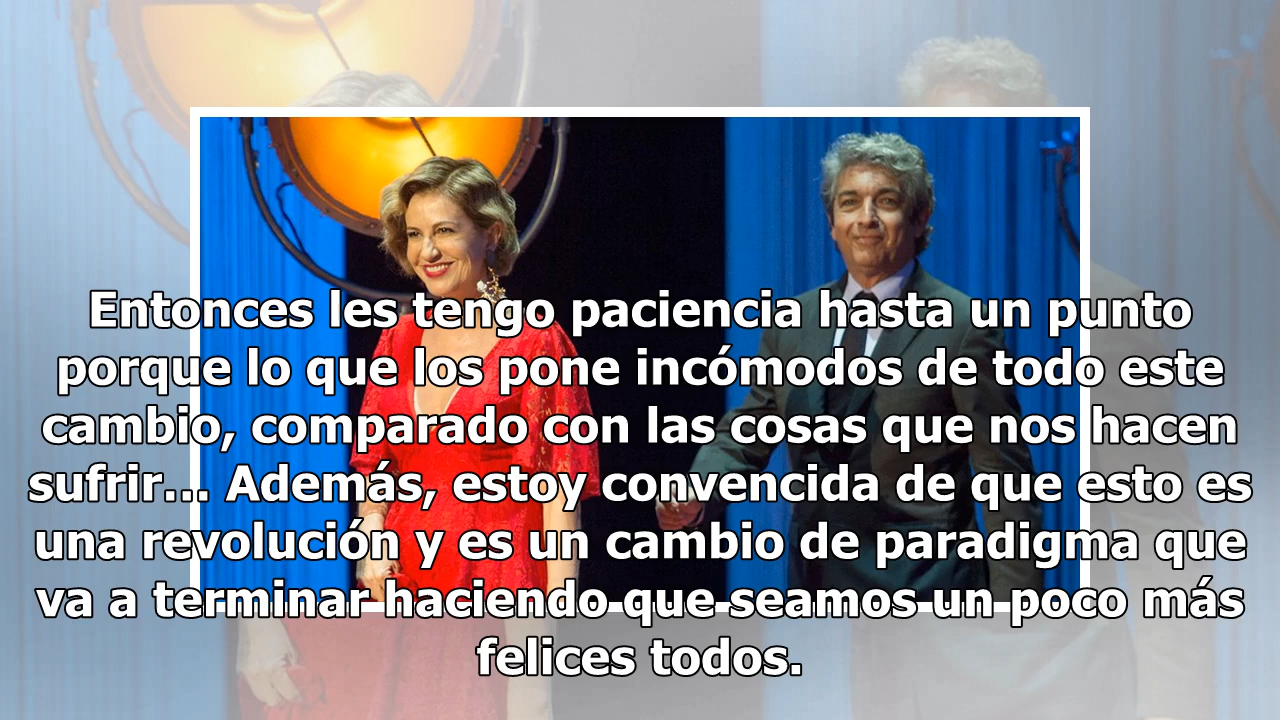 Entonces les tengo paciencia hasta un punto
porque lo que los pone incómodos de todo este
cambio, comparado con las cosas que nos hacen
sufrir... Además, estoy convencida de que esto es
una revolución y es un cambio de paradigma que
va a terminar haciendo que seamos un poco más
felices todos.